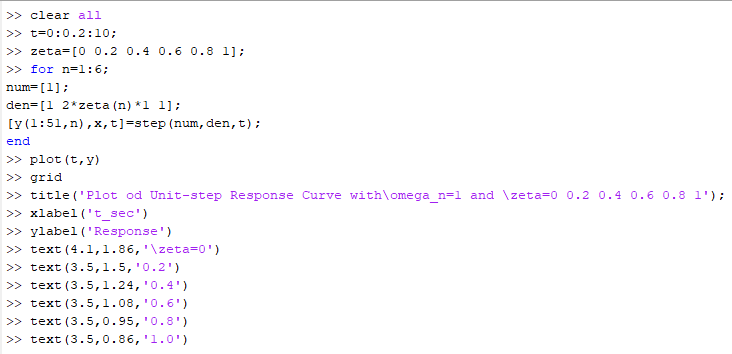 >> clear all
>> t=0:0.2:10;
>> zeta=[0 0.2 0.4 0.6 0.8 1];
>> for n=1:6;
num=[1];
den=[1 2*zeta(n)*1 1];
[y(1:51,n),x,t]=step(num,den,t);
end
>> plot(t,y)
>> grid
>> title('Plot od Unit-step Response Curve with\omega_n=1 and \zeta=0 0.2 0.4 0.6 0.8 1');
>> xlabel('t_sec')
>> ylabel('Response')
>> text(4.1,1.86,'\zeta=0')
>> text(3.5,1.5,'0.2')
>> text(3.5,1.24,'0.4')
>> text(3.5,1.08,'0.6')
>> text(3.5,0.95,'0.8')
>> text(3.5,0.86,'1.0')